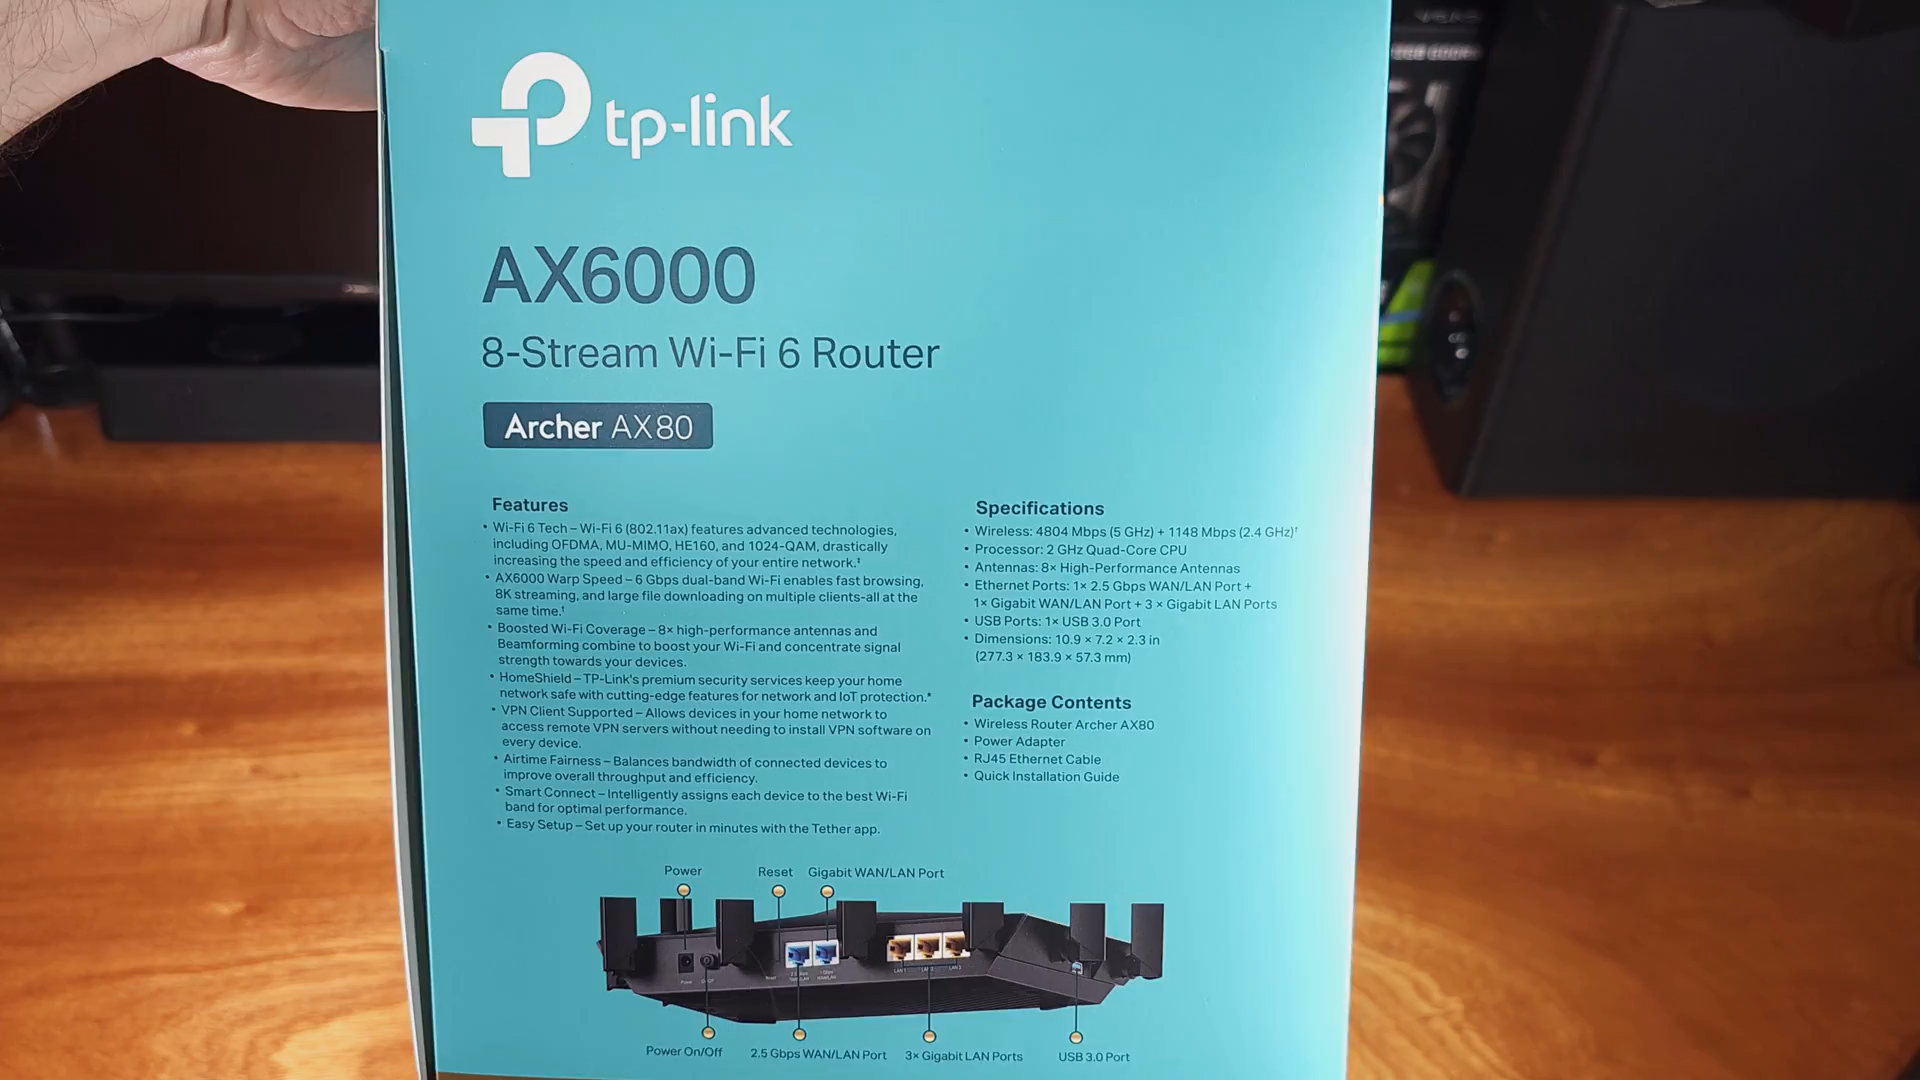 tp-link
AX6000
8-Stream Wi-Fi 6 Router
Archer AX80
Features
• Wi-Fi 6 Tech – Wi-Fi 6 (802.11ax) features advanced technologies,
including OFDMA, MU-MIMO, HE160, and 1024-QAM, drastically
increasing the speed and efficiency of your entire network.‡
• AX6000 Warp Speed – 6 Gbps dual-band Wi-Fi enables fast browsing,
8K streaming, and large file downloading on multiple clients-all at the
same time.†
• Boosted Wi-Fi Coverage – 8× high-performance antennas and
Beamforming combine to boost your Wi-Fi and concentrate signal
strength towards your devices.
• HomeShield – TP-Link's premium security services keep your home
network safe with cutting-edge features for network and IoT protection.*
• VPN Client Supported – Allows devices in your home network to
access remote VPN servers without needing to install VPN software on
every device.
• Airtime Fairness – Balances bandwidth of connected devices to
improve overall throughput and efficiency.
• Smart Connect – Intelligently assigns each device to the best Wi-Fi
band for optimal performance.
• Easy Setup – Set up your router in minutes with the Tether app.
Specifications
• Wireless: 4804 Mbps (5 GHz) + 1148 Mbps (2.4 GHz)†
• Processor: 2 GHz Quad-Core CPU
• Antennas: 8× High-Performance Antennas
• Ethernet Ports: 1× 2.5 Gbps WAN/LAN Port +
1× Gigabit WAN/LAN Port + 3 × Gigabit LAN Ports
• USB Ports: 1× USB 3.0 Port
• Dimensions: 10.9 × 7.2 × 2.3 in
(277.3 × 183.9 × 57.3 mm)
Package Contents
• Wireless Router Archer AX80
• Power Adapter
• RJ45 Ethernet Cable
• Quick Installation Guide
Power
Reset
Gigabit WAN/LAN Port
Power
Reset
LAN 1
Power On/Off
2.5 Gbps WAN/LAN Port
3× Gigabit LAN Ports
USB 3.0 Port